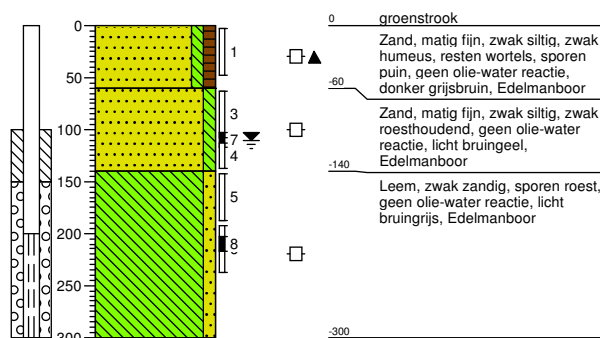 0
50
100
150
200
250
300
1
3
7
4
5
8
0
groenstrook
Zand, matig fijn, zwak siltig, zwak
humeus, resten wortels, sporen
puin, geen olie-water reactie,
donker grijsbruin, Edelmanboor
-60
Zand, matig fijn, zwak siltig, zwak
roesthoudend, geen olie-water
reactie, licht bruingeel,
Edelmanboor
-140
Leem, zwak zandig, sporen roest,
geen olie-water reactie, licht
bruingrijs, Edelmanboor
-300